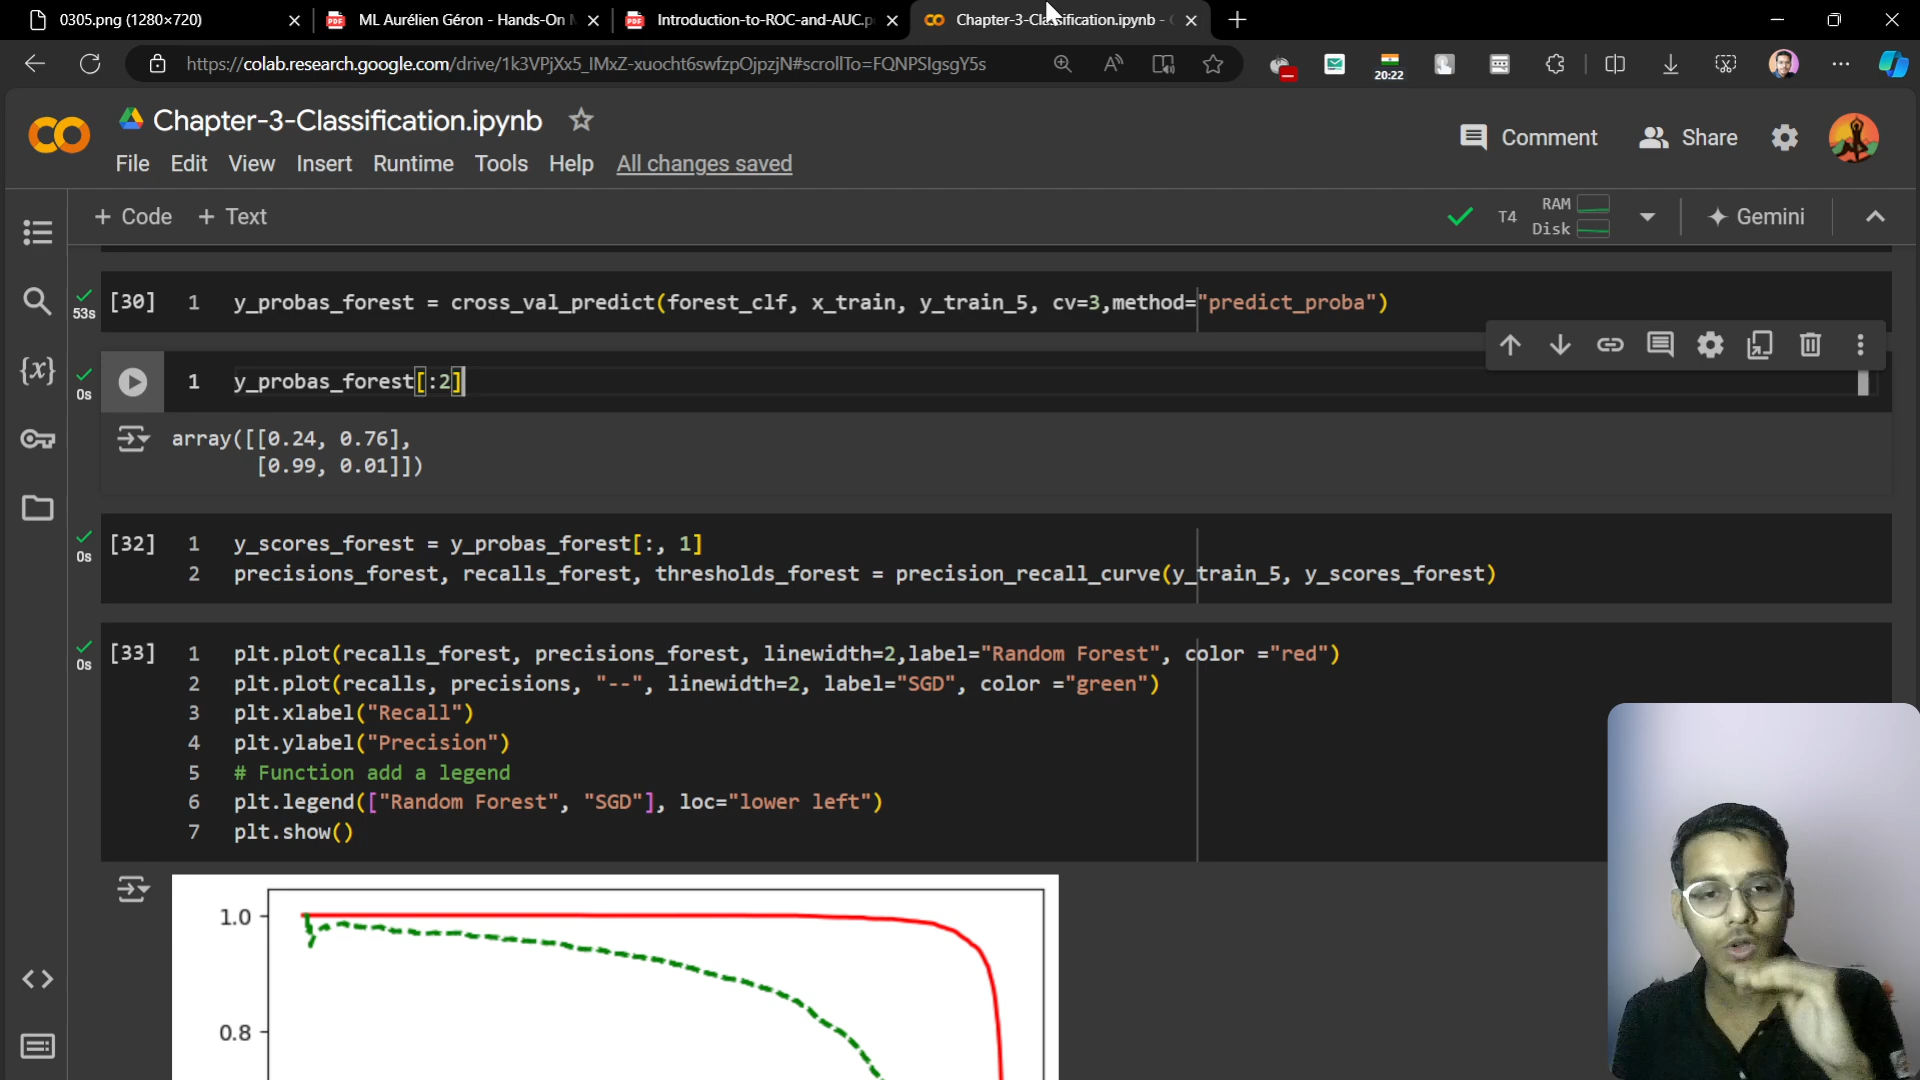 0305.png (1280×720)
ML Aurélien Géron - Hands-On
Introduction-to-ROC-and-AUC.p
Chapter-3-Classification.ipynb -
https://colab.research.google.com/drive/1k3VPjXx5_IMxZ-xuocht6swfzpOjpzjN#scrollTo=FQNPSIgsgY5s
20:22
Chapter-3-Classification.ipynb
Comment
Share
File Edit View Insert Runtime Tools Help All changes saved
+ Code + Text
T4
RAM
Disk
Gemini
53s
[30] 1 y_probas_forest = cross_val_predict(forest_clf, x_train, y_train_5, cv=3,method="predict_proba")
0s
1 y_probas_forest[:2]
array([[0.24, 0.76],
[0.99, 0.01]])
0s
[32] 1 y_scores_forest = y_probas_forest[:, 1]
2 precisions_forest, recalls_forest, thresholds_forest = precision_recall_curve(y_train_5, y_scores_forest)
0s
[33] 1 plt.plot(recalls_forest, precisions_forest, linewidth=2,label="Random Forest", color ="red")
2 plt.plot(recalls, precisions, "--", linewidth=2, label="SGD", color ="green")
3 plt.xlabel("Recall")
4 plt.ylabel("Precision")
5 # Function add a legend
6 plt.legend(["Random Forest", "SGD"], loc="lower left")
7 plt.show()
1.0
0.8